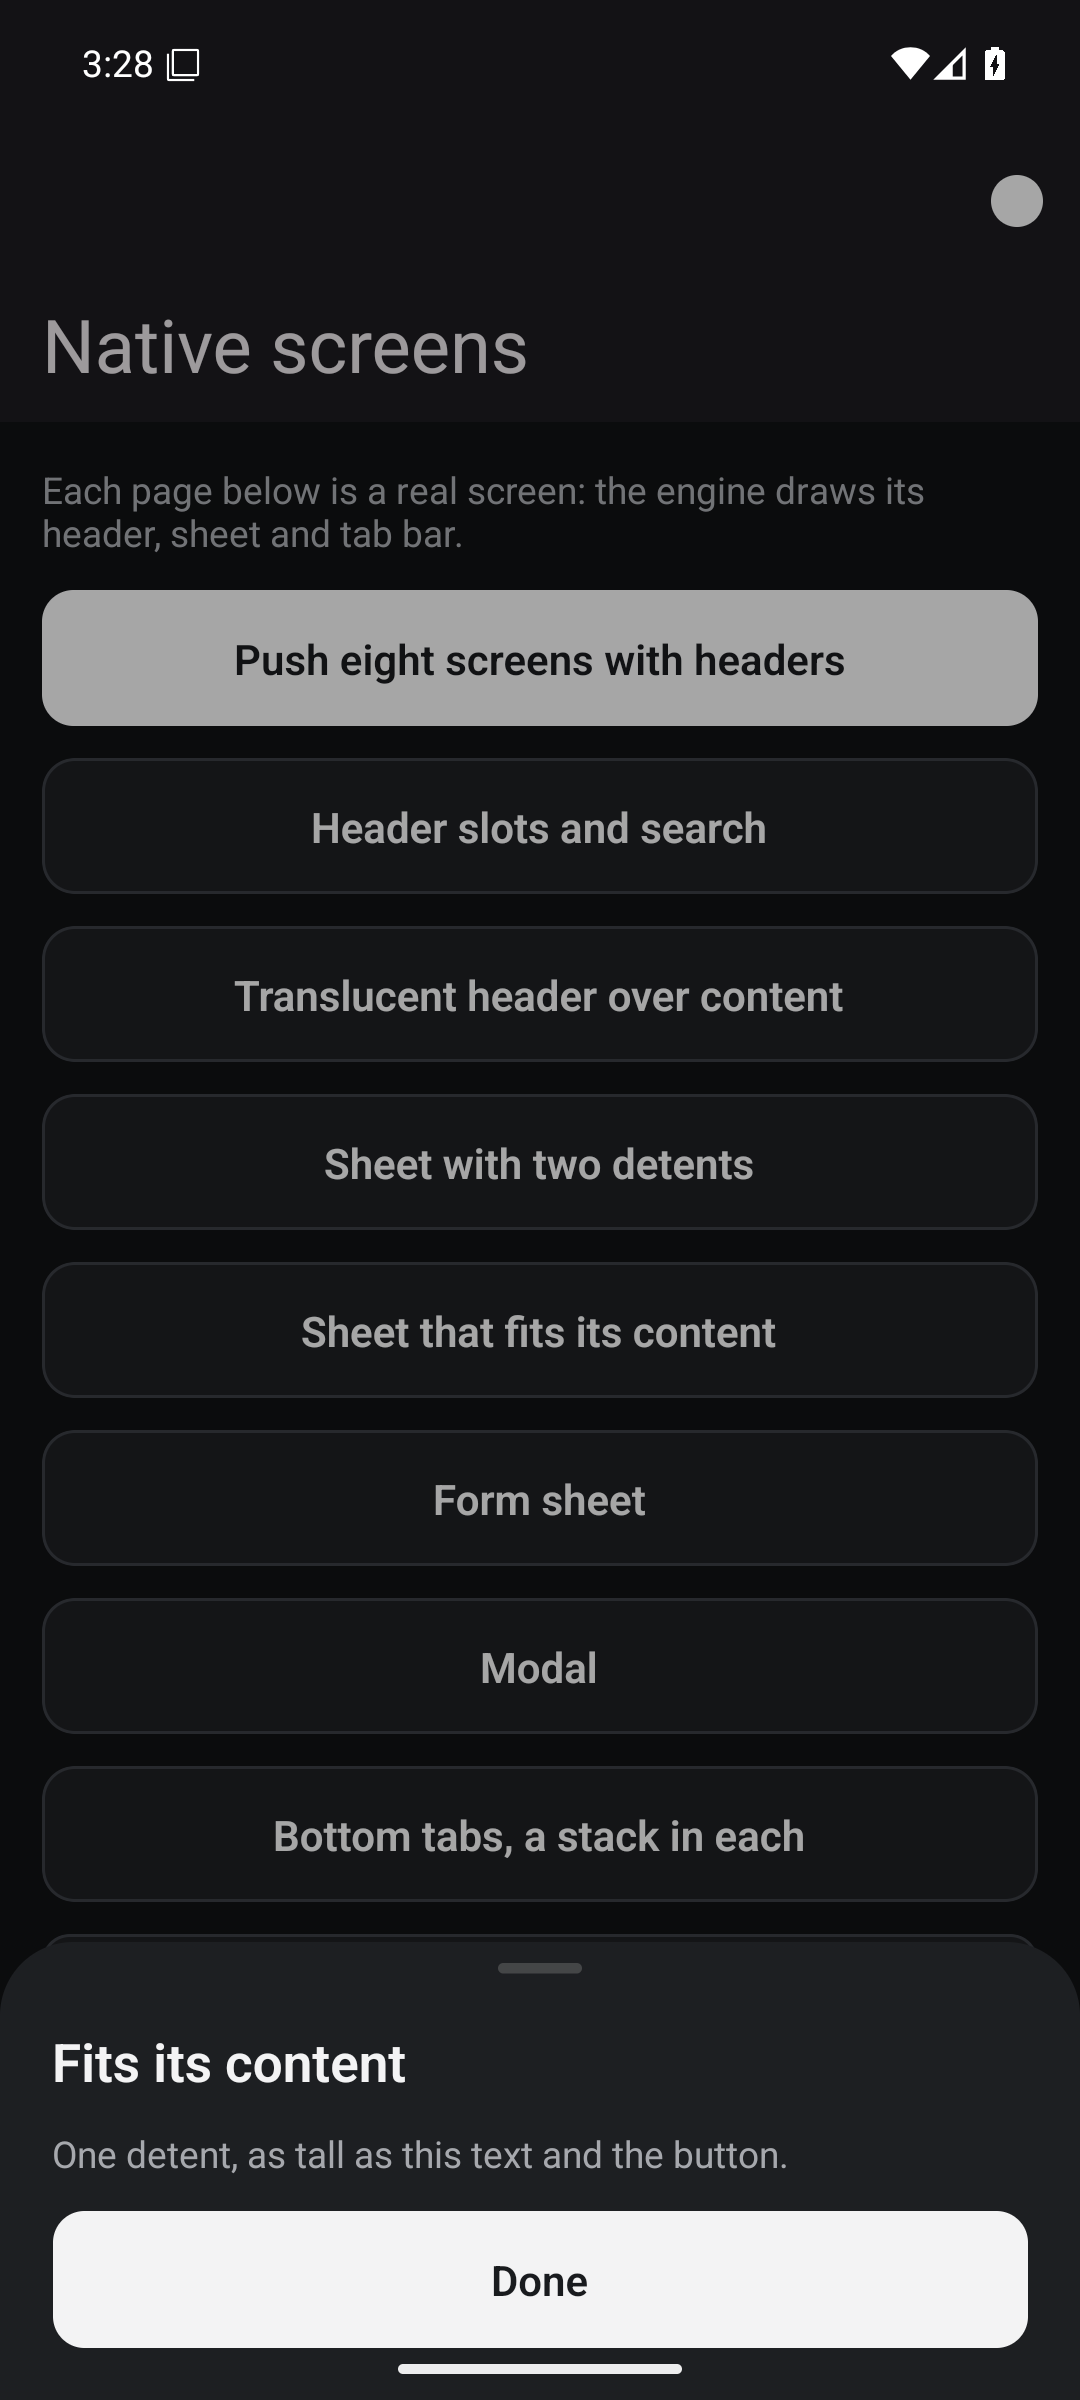 3:28
Native screens
Each page below is a real screen: the engine draws its
header, sheet and tab bar.
Push eight screens with headers
Header slots and search
Translucent header over content
Sheet with two detents
Sheet that fits its content
Form sheet
Modal
Bottom tabs, a stack in each
Fits its content
One detent, as tall as this text and the button.
Done